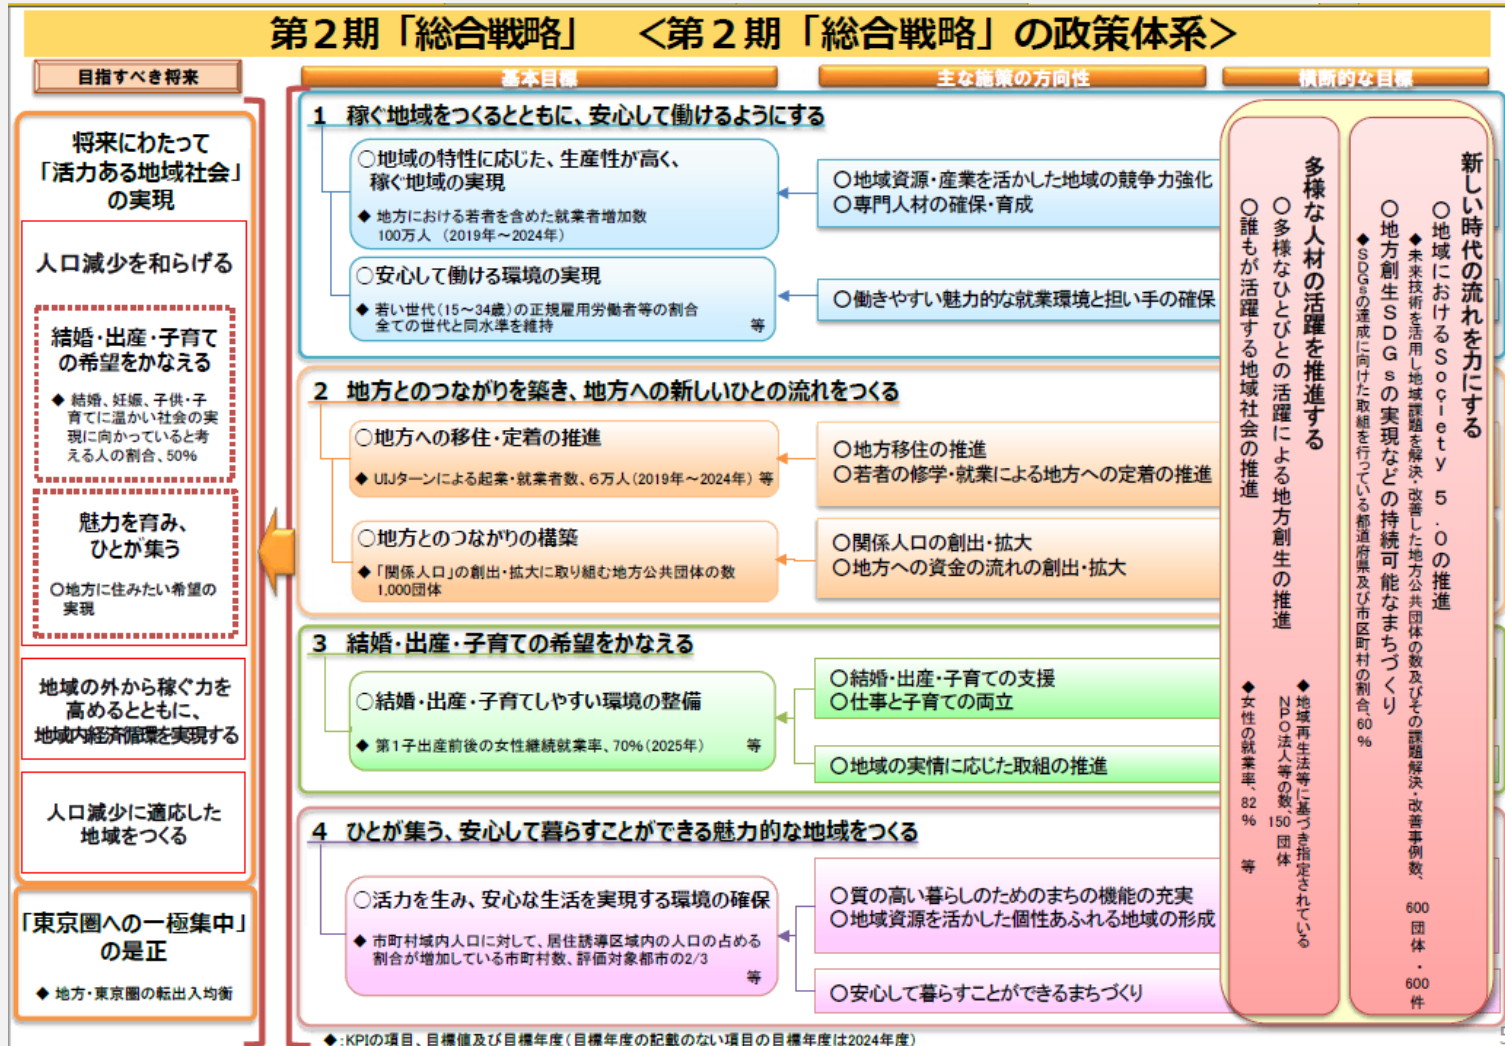 第２期「総合戦略」　＜第２期「総合戦略」の政策体系＞
目指すべき将来
基本目標
主な施策の方向性
横断的な目標
将来にわたって
「活力ある地域社会」
の実現
人口減少を和らげる
結婚・出産・子育て
の希望をかなえる
◆ 結婚、妊娠、子供・子
育てに温かい社会の実
現に向かっていると考
える人の割合、50%
魅力を育み、
ひとが集う
○地方に住みたい希望の
実現
地域の外から稼ぐ力を
高めるとともに、
地域内経済循環を実現する
人口減少に適応した
地域をつくる
「東京圏への一極集中」
の是正
◆ 地方・東京圏の転出入均衡
1 稼ぐ地域をつくるとともに、安心して働けるようにする
○地域の特性に応じた、生産性が高く、
稼ぐ地域の実現
◆ 地方における若者を含めた就業者増加数
100万人 （2019年～2024年）
○安心して働ける環境の実現
◆ 若い世代（15～34歳）の正規雇用労働者等の割合
全ての世代と同水準を維持 等
○地域資源・産業を活かした地域の競争力強化
○専門人材の確保・育成
○働きやすい魅力的な就業環境と担い手の確保
2 地方とのつながりを築き、地方への新しいひとの流れをつくる
○地方への移住・定着の推進
◆ UIJターンによる起業・就業者数、6万人（2019年～2024年） 等
○地方とのつながりの構築
◆「関係人口」の創出・拡大に取り組む地方公共団体の数
1,000団体
○地方移住の推進
○若者の修学・就業による地方への定着の推進
○関係人口の創出・拡大
○地方への資金の流れの創出・拡大
3 結婚・出産・子育ての希望をかなえる
○結婚・出産・子育てしやすい環境の整備
◆ 第1子出産前後の女性継続就業率、70%（2025年） 等
○結婚・出産・子育ての支援
○仕事と子育ての両立
○地域の実情に応じた取組の推進
4 ひとが集う、安心して暮らすことができる魅力的な地域をつくる
○活力を生み、安心な生活を実現する環境の確保
◆ 市町村域内人口に対して、居住誘導区域内の人口の占める
割合が増加している市町村数、評価対象都市の2/3
等
○質の高い暮らしのためのまちの機能の充実
○地域資源を活かした個性あふれる地域の形成
○安心して暮らすことができるまちづくり
新しい時代の流れを力にする
○地域におけるSociety 5.0の推進
◆未来技術を活用し地域課題を解決・改善した地方公共団体の数及びその課題解決・改善事例数、600団体・600件
○地方創生SDGsの実現などの持続可能なまちづくり
◆SDGsの達成に向けた取組を行っている都道府県及び市区町村の割合、60%
多様な人材の活躍を推進する
○多様なひとびとの活躍による地方創生の推進
◆地域再生法等に基づき指定されている
NPO法人等の数、150団体
○誰もが活躍する地域社会の推進
◆女性の就業率、82% 等
◆:KPIの項目、目標値及び目標年度（目標年度の記載のない項目の目標年度は2024年度）